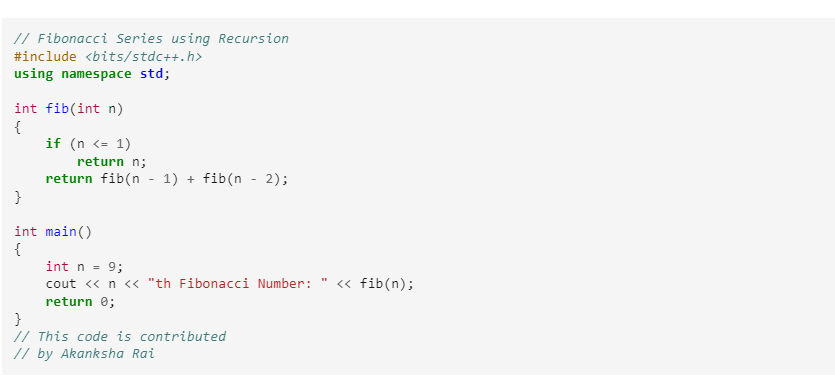 // Fibonacci Series using Recursion
#include <bits/stdc++.h>
using namespace std;
int fib(int n)
{
    if (n <= 1)
        return n;
    return fib(n - 1) + fib(n - 2);
}
int main()
{
    int n = 9;
    cout << n << "th Fibonacci Number: " << fib(n);
    return 0;
}
// This code is contributed
// by Akanksha Rai